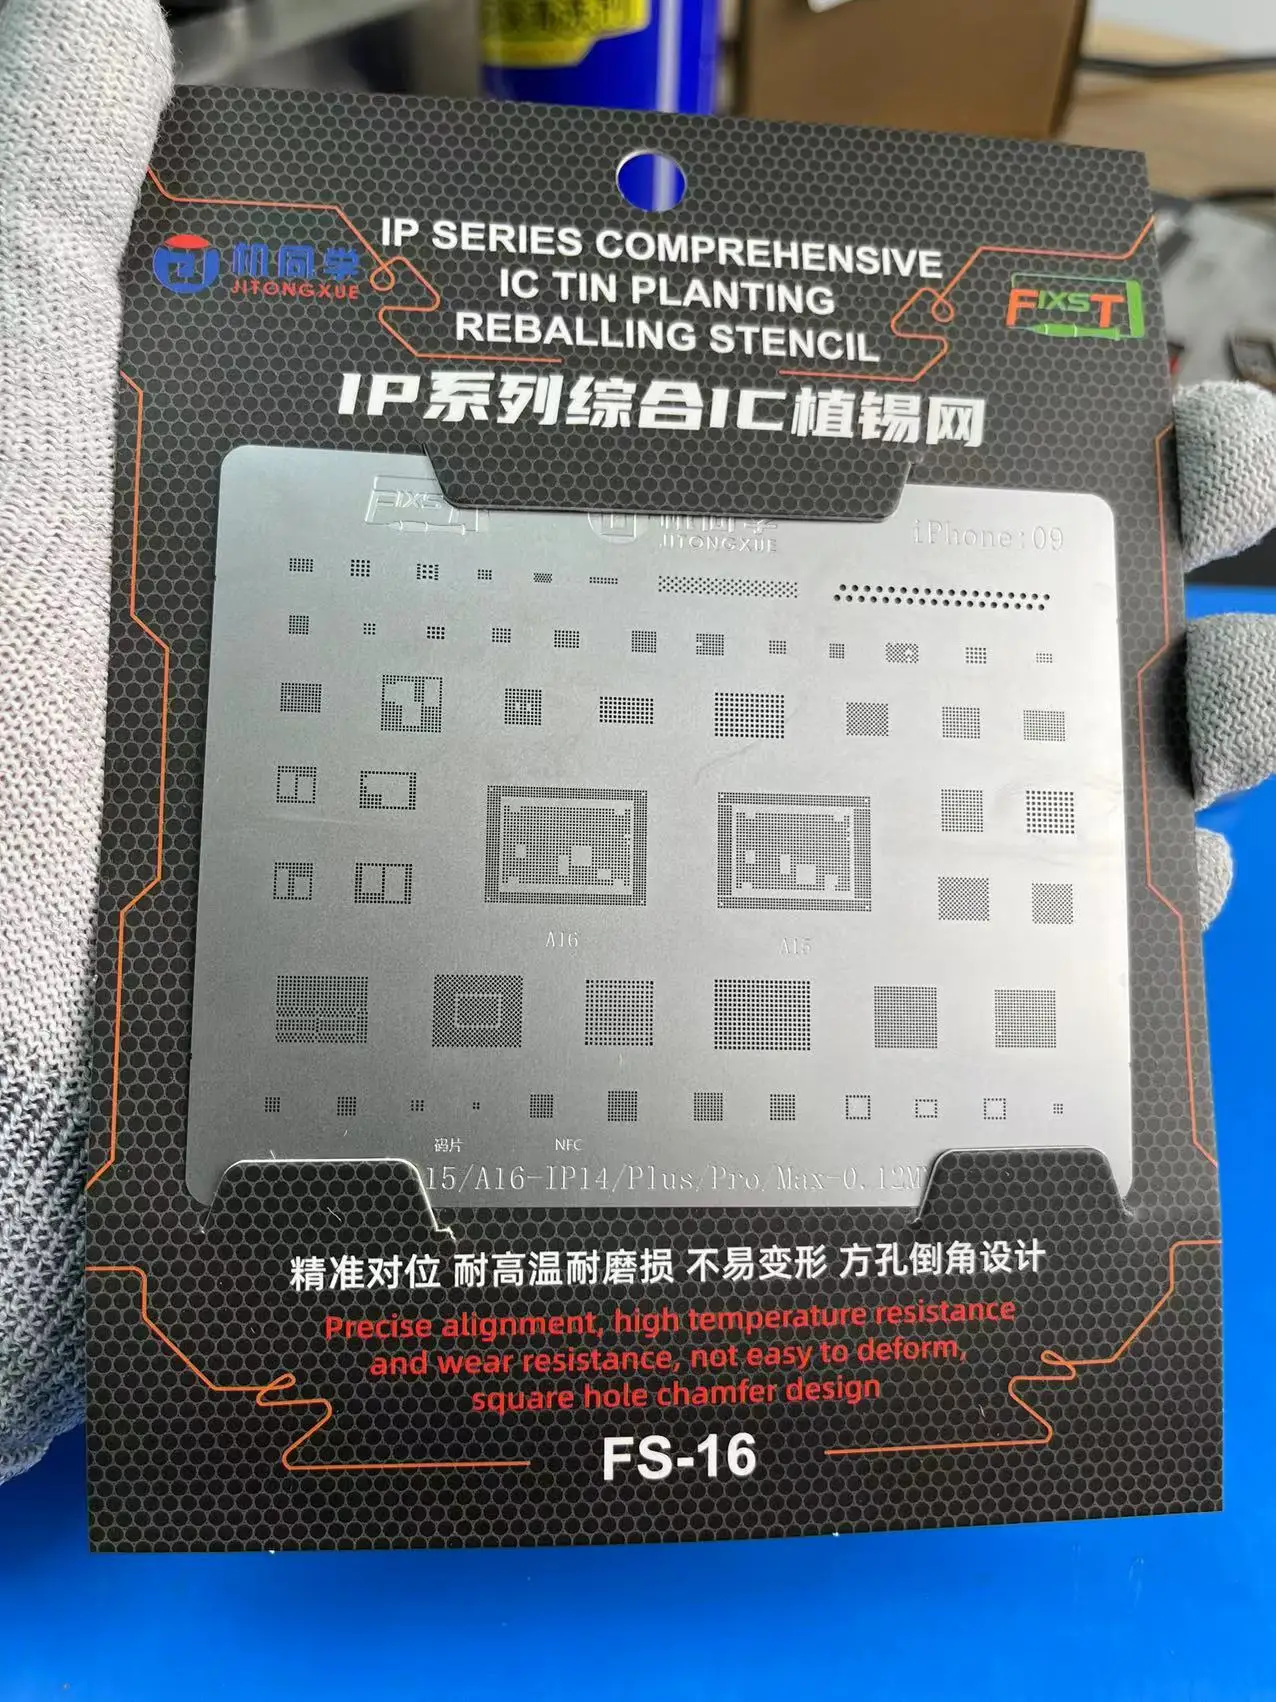 IP SERIES COMPREHENSIVE
IC TIN PLANTING
REBALLING STENCIL
机同学
JITONGXUE
FIXST
IP系列综合IC植锡网
FIXST
机同学
JITONGXUE
iPhone:09
A16
A15
码片
NFC
15/A16-IP14/Plus/Pro/Max-0.12M
精准对位 耐高温耐磨损 不易变形 方孔倒角设计
Precise alignment, high temperature resistance
and wear resistance, not easy to deform,
square hole chamfer design
FS-16